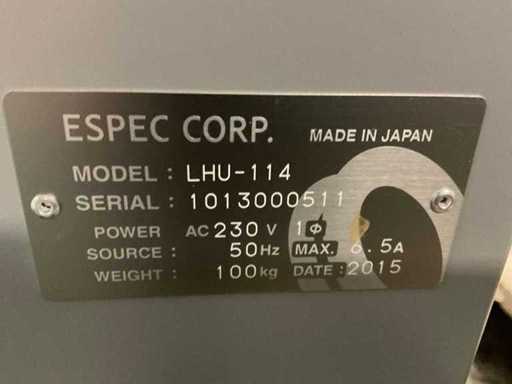 ESPEC CORP. MADE IN JAPAN
MODEL : LHU-114
SERIAL : 1013000511
POWER AC 230 V 1Φ
SOURCE : 50Hz MAX. 6.5A
WEIGHT : 100kg DATE : 2015